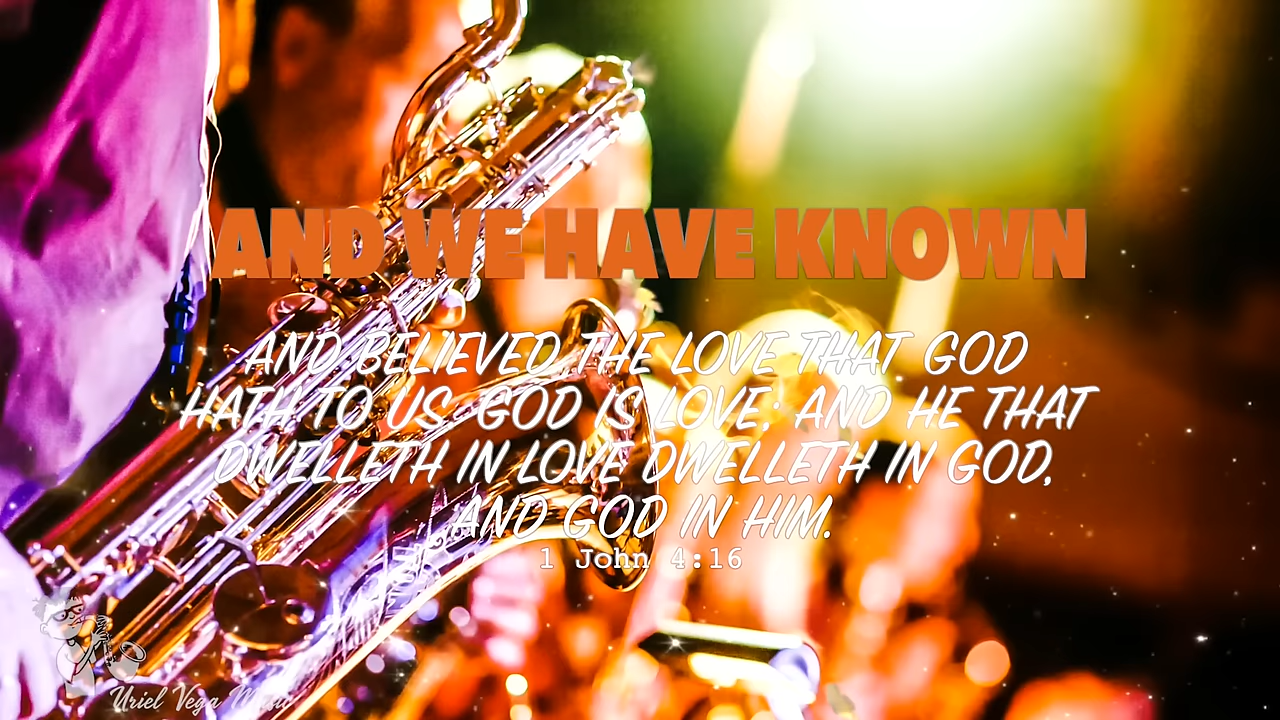 AND WE HAVE KNOWN
AND BELIEVED THE LOVE THAT GOD
HATH TO US. GOD IS LOVE; AND HE THAT
DWELLETH IN LOVE DWELLETH IN GOD,
AND GOD IN HIM.
1 John 4:16
Uriel Vega Music